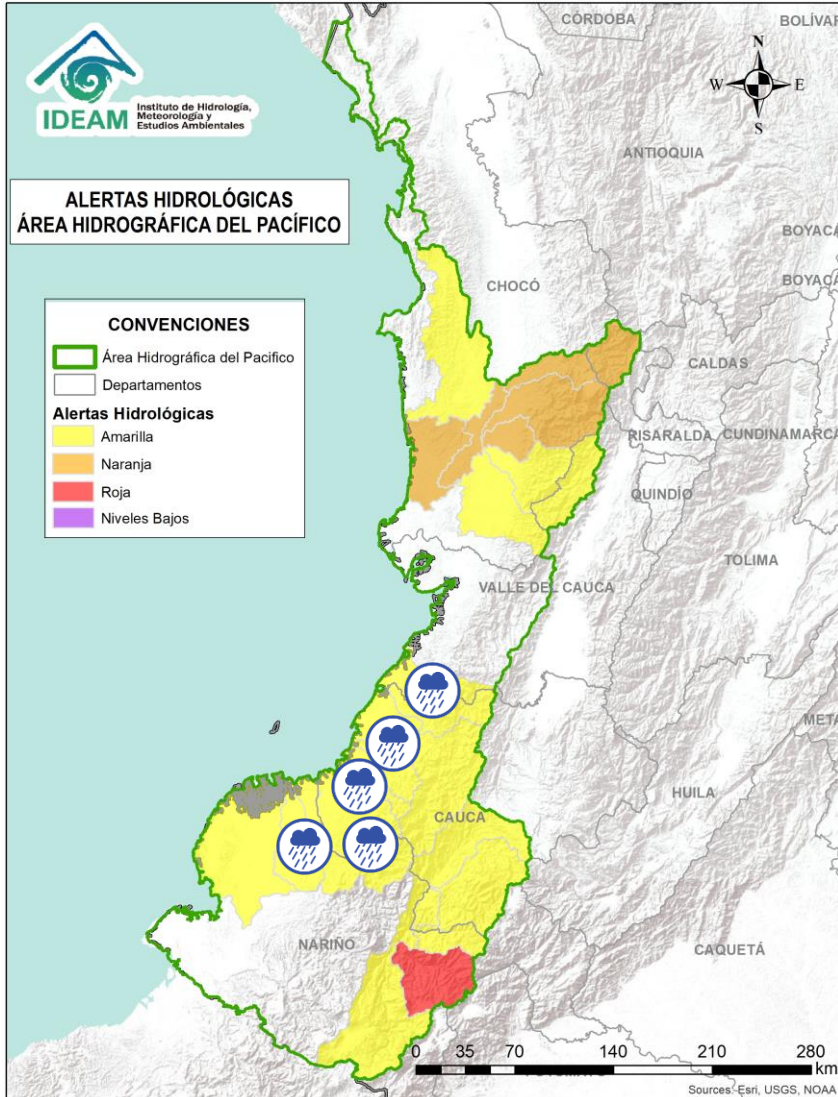 IDEAM
Instituto de Hidrología,
Meteorología y
Estudios Ambientales
ALERTAS HIDROLÓGICAS
ÁREA HIDROGRÁFICA DEL PACÍFICO
CONVENCIONES
Área Hidrográfica del Pacifico
Departamentos
Alertas Hidrológicas
Amarilla
Naranja
Roja
Niveles Bajos
N
W
E
S
CÓRDOBA
BOLÍVAR
ANTIOQUIA
BOYACÁ
BOYACÁ
CHOCÓ
CALDAS
RISARALDA
CUNDINAMARCA
QUINDÍO
TOLIMA
VALLE DEL CAUCA
META
HUILA
CAUCA
NARIÑO
CAQUETÁ
0 35 70 140 210 280
km
Sources: Esri, USGS, NOAA